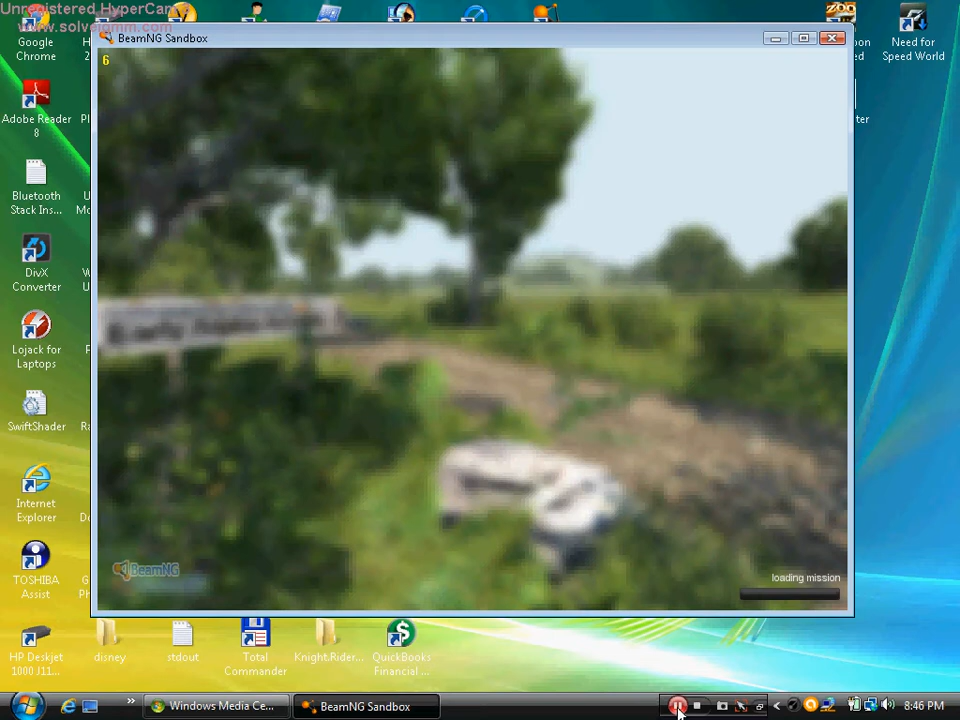 Unregistered HyperCam
www.solveigmm.com
BeamNG Sandbox
6
Google
Chrome
Need for
Speed World
Adobe Reader
8
Bluetooth
Stack Ins...
DivX
Converter
Lojack for
Laptops
SwiftShader
Internet
Explorer
TOSHIBA
Assist
BeamNG
loading mission
HP Deskjet
1000 J11...
disney
stdout
Total
Commander
Knight.Rider...
QuickBooks
Financial ...
Windows Media Ce...
BeamNG Sandbox
8:46 PM